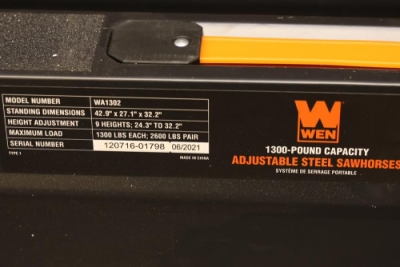 MODEL NUMBER WA1302
STANDING DIMENSIONS 42.9" x 27.1" x 32.2"
HEIGHT ADJUSTMENT 9 HEIGHTS; 24.3" TO 32.2"
MAXIMUM LOAD 1300 LBS EACH; 2600 LBS PAIR
SERIAL NUMBER 120716-01798 06/2021
TYPE 1 MADE IN CHINA
WEN
1300-POUND CAPACITY
ADJUSTABLE STEEL SAWHORSES
SYSTÈME DE SERRAGE PORTABLE